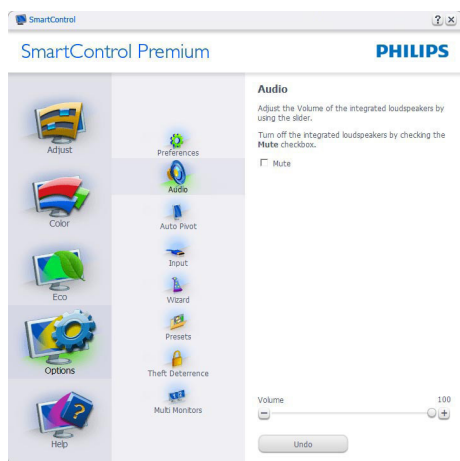 SmartControl
SmartControl Premium
PHILIPS
Adjust
Color
Eco
Options
Help
Preferences
Audio
Auto Pivot
Input
Wizard
Presets
Theft Deterrence
Multi Monitors
Audio
Adjust the Volume of the integrated loudspeakers by
using the slider.
Turn off the integrated loudspeakers by checking the
Mute checkbox.
Mute
Volume 100
Undo